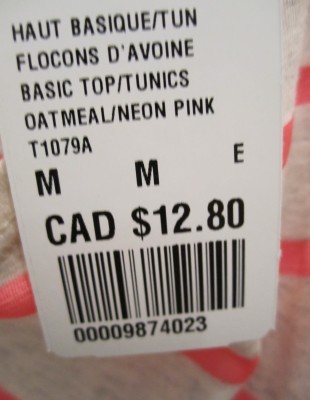 HAUT BASIQUE/TUN
FLOCONS D'AVOINE
BASIC TOP/TUNICS
OATMEAL/NEON PINK
T1079A
M M E
CAD $12.80
00009874023